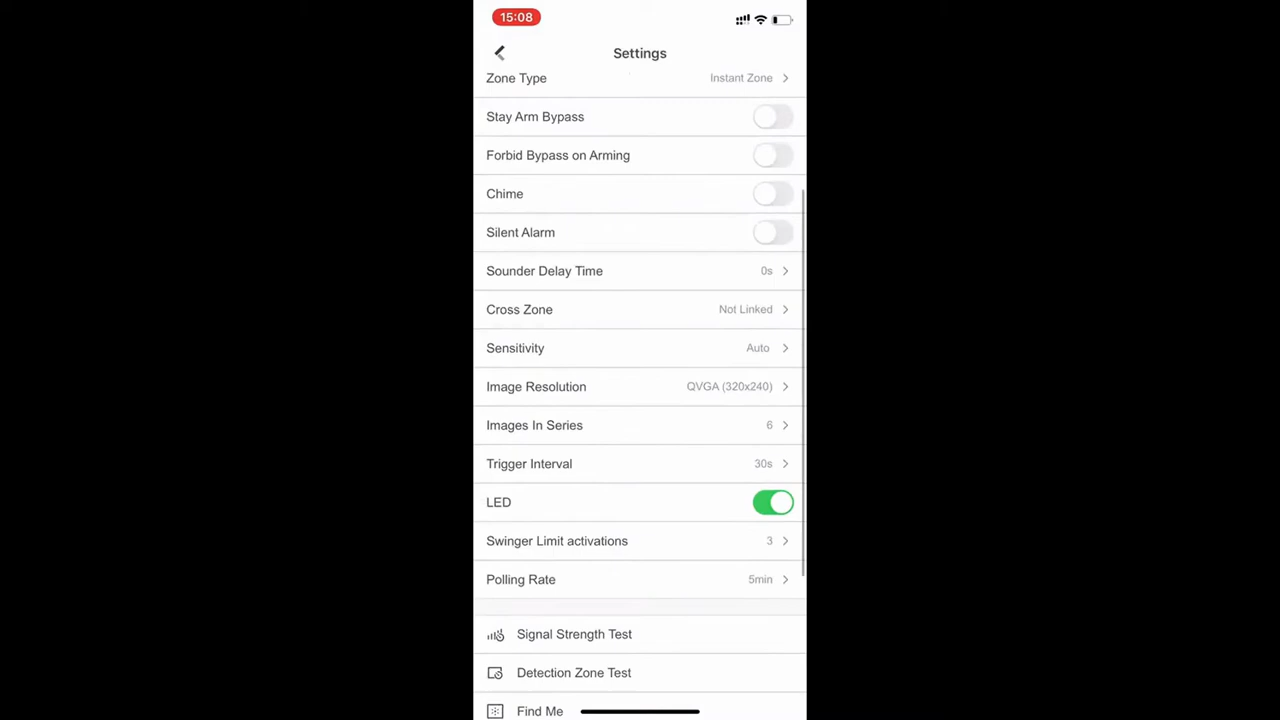 15:08
Settings
Zone Type Instant Zone
Stay Arm Bypass
Forbid Bypass on Arming
Chime
Silent Alarm
Sounder Delay Time 0s
Cross Zone Not Linked
Sensitivity Auto
Image Resolution QVGA (320x240)
Images In Series 6
Trigger Interval 30s
LED
Swinger Limit activations 3
Polling Rate 5min
Signal Strength Test
Detection Zone Test
Find Me